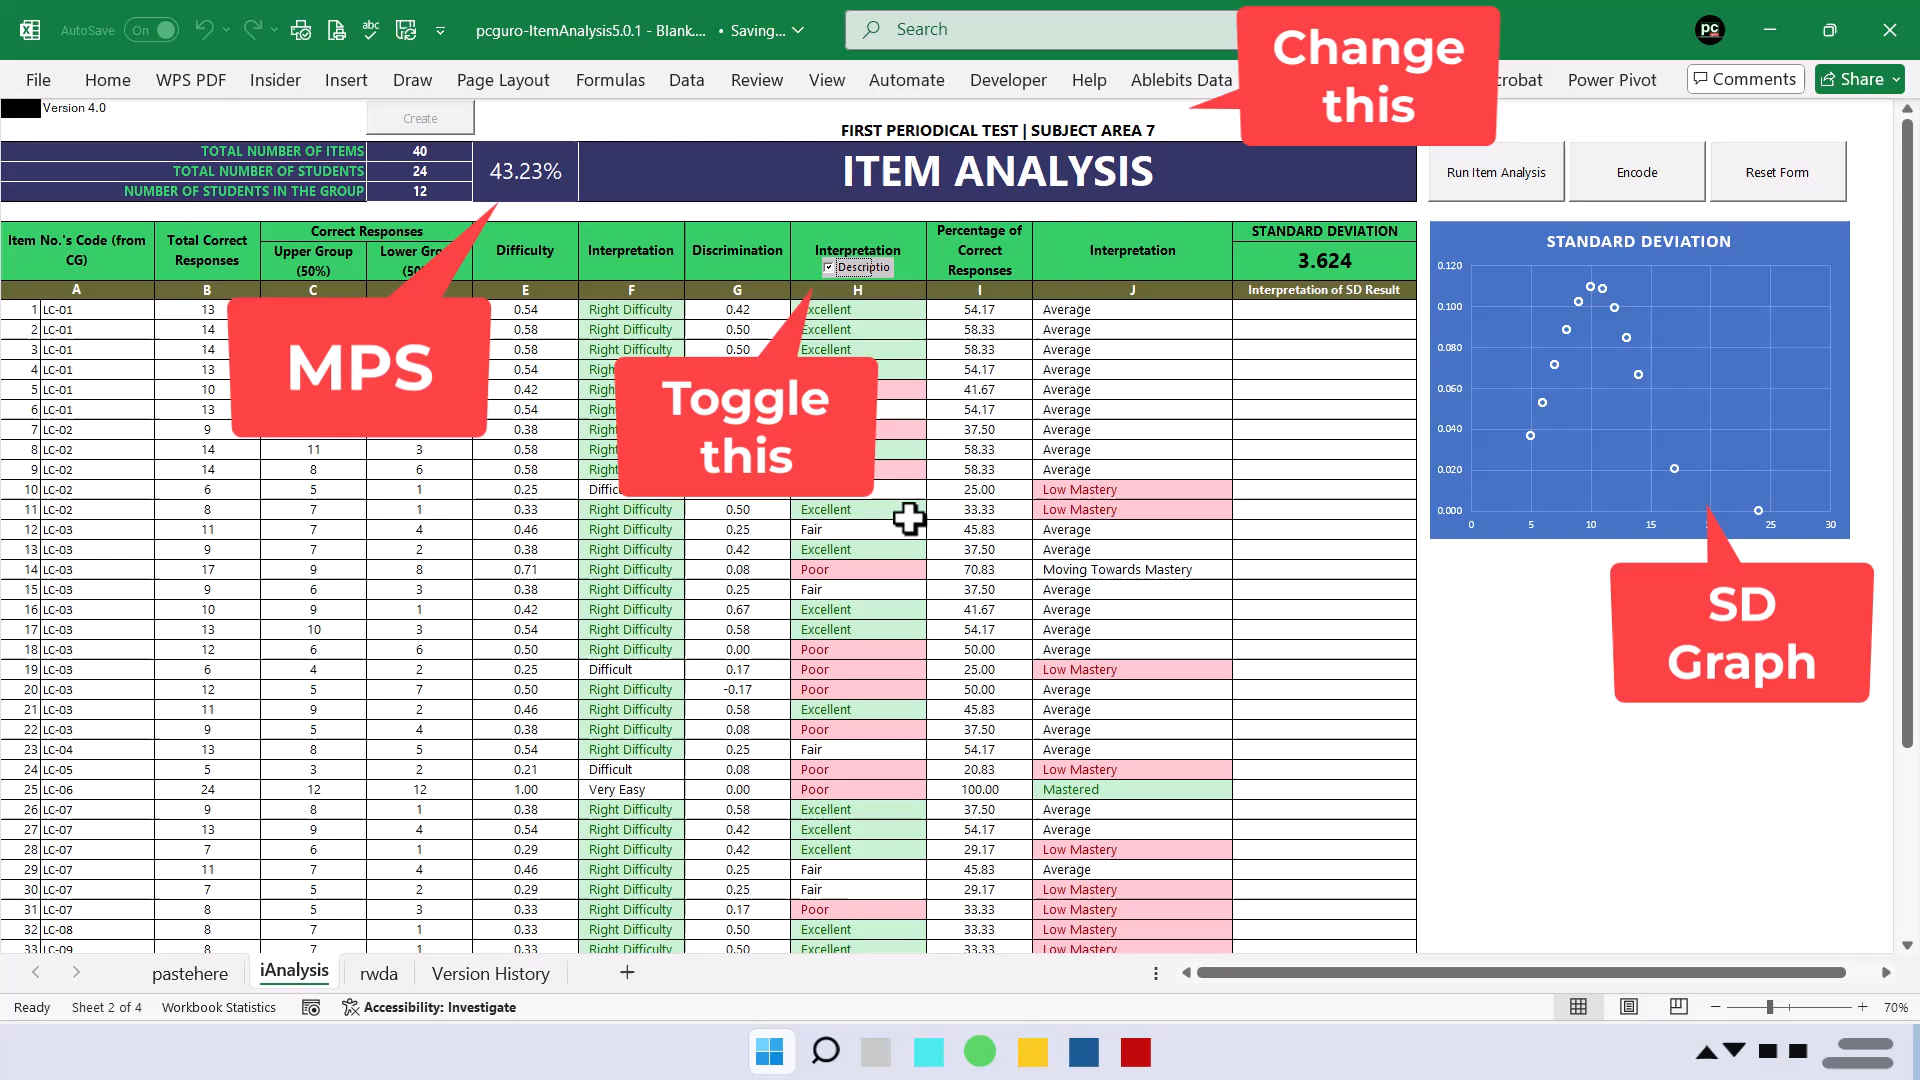 AutoSave On pcguro-ItemAnalysis5.0.1 - Blank.... • Saving... Search pc
File Home WPS PDF Insider Insert Draw Page Layout Formulas Data Review View Automate Developer Help Ablebits Data crobat Power Pivot Comments Share
Change
this
Version 4.0 Create
FIRST PERIODICAL TEST | SUBJECT AREA 7
TOTAL NUMBER OF ITEMS 40
TOTAL NUMBER OF STUDENTS 24
NUMBER OF STUDENTS IN THE GROUP 12
43.23%
ITEM ANALYSIS
Run Item Analysis Encode Reset Form
Item No.'s Code (from
CG)
Total Correct
Responses
Correct Responses
Upper Group
(50%)
Lower Gro
(50
Difficulty
Interpretation
Discrimination
Interpretation
Descriptio
Percentage of
Correct
Responses
Interpretation
STANDARD DEVIATION
3.624
A B C E F G H I J Interpretation of SD Result
1 LC-01 13 0.54 Right Difficulty 0.42 xcellent 54.17 Average
2 LC-01 14 0.58 Right Difficulty 0.50 Excellent 58.33 Average
3 LC-01 14 0.58 Right Difficulty 0.50 Excellent 58.33 Average
4 LC-01 13 0.54 Righ 54.17 Average
5 LC-01 10 0.42 Righ 41.67 Average
6 LC-01 13 0.54 Righ 54.17 Average
7 LC-02 9 0.38 Righ 37.50 Average
8 LC-02 14 11 3 0.58 Righ 58.33 Average
9 LC-02 14 8 6 0.58 Righ 58.33 Average
10 LC-02 6 5 1 0.25 Diffic 25.00 Low Mastery
11 LC-02 8 7 1 0.33 Right Difficulty 0.50 Excellent 33.33 Low Mastery
12 LC-03 11 7 4 0.46 Right Difficulty 0.25 Fair 45.83 Average
13 LC-03 9 7 2 0.38 Right Difficulty 0.42 Excellent 37.50 Average
14 LC-03 17 9 8 0.71 Right Difficulty 0.08 Poor 70.83 Moving Towards Mastery
15 LC-03 9 6 3 0.38 Right Difficulty 0.25 Fair 37.50 Average
16 LC-03 10 9 1 0.42 Right Difficulty 0.67 Excellent 41.67 Average
17 LC-03 13 10 3 0.54 Right Difficulty 0.58 Excellent 54.17 Average
18 LC-03 12 6 6 0.50 Right Difficulty 0.00 Poor 50.00 Average
19 LC-03 6 4 2 0.25 Difficult 0.17 Poor 25.00 Low Mastery
20 LC-03 12 5 7 0.50 Right Difficulty -0.17 Poor 50.00 Average
21 LC-03 11 9 2 0.46 Right Difficulty 0.58 Excellent 45.83 Average
22 LC-03 9 5 4 0.38 Right Difficulty 0.08 Poor 37.50 Average
23 LC-04 13 8 5 0.54 Right Difficulty 0.25 Fair 54.17 Average
24 LC-05 5 3 2 0.21 Difficult 0.08 Poor 20.83 Low Mastery
25 LC-06 24 12 12 1.00 Very Easy 0.00 Poor 100.00 Mastered
26 LC-07 9 8 1 0.38 Right Difficulty 0.58 Excellent 37.50 Average
27 LC-07 13 9 4 0.54 Right Difficulty 0.42 Excellent 54.17 Average
28 LC-07 7 6 1 0.29 Right Difficulty 0.42 Excellent 29.17 Low Mastery
29 LC-07 11 7 4 0.46 Right Difficulty 0.25 Fair 45.83 Average
30 LC-07 7 5 2 0.29 Right Difficulty 0.25 Fair 29.17 Low Mastery
31 LC-07 8 5 3 0.33 Right Difficulty 0.17 Poor 33.33 Low Mastery
32 LC-08 8 7 1 0.33 Right Difficulty 0.50 Excellent 33.33 Low Mastery
33 LC-09 8 7 1 0.33 Right Difficulty 0.50 Excellent 33.33 Low Mastery
MPS
Toggle
this
STANDARD DEVIATION
0.120
0.100
0.080
0.060
0.040
0.020
0.000
0 5 10 15 25 30
SD
Graph
pastehere iAnalysis rwda Version History
Ready Sheet 2 of 4 Workbook Statistics Accessibility: Investigate 70%